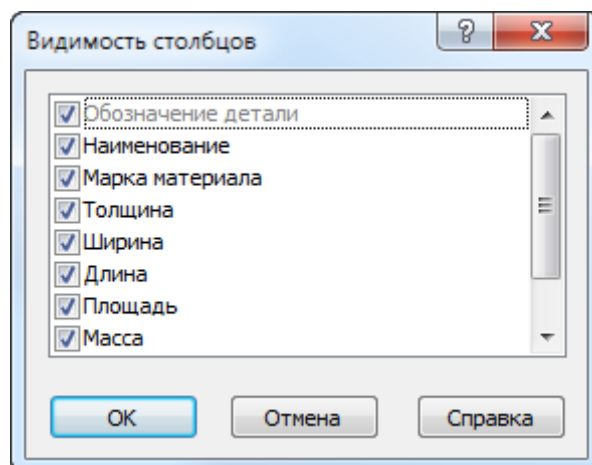 Видимость столбцов
Обозначение детали
Наименование
Марка материала
Толщина
Ширина
Длина
Площадь
Масса
ОК
Отмена
Справка